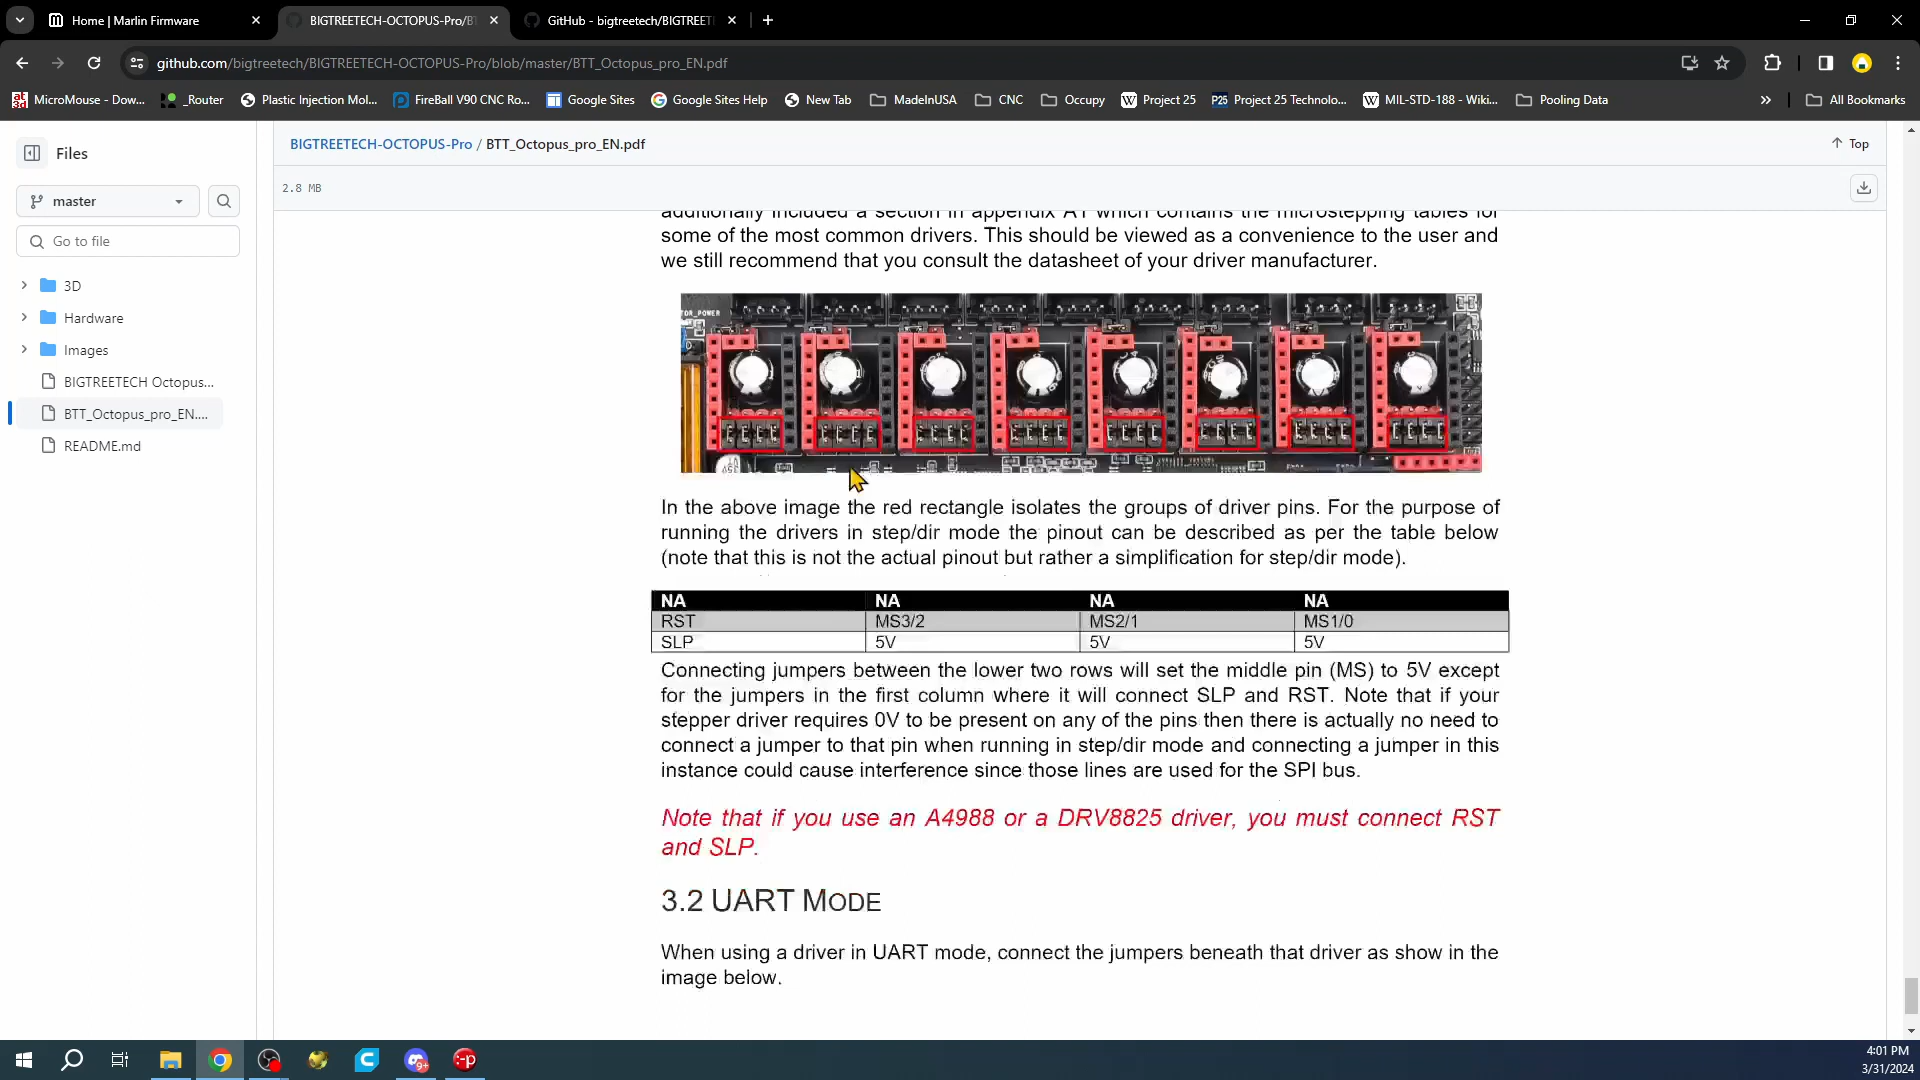 Home | Marlin Firmware
BIGTREETECH-OCTOPUS-Pro/B
GitHub - bigtreetech/BIGTREET
github.com/bigtreetech/BIGTREETECH-OCTOPUS-Pro/blob/master/BTT_Octopus_pro_EN.pdf
MicroMouse - Dow... _Router Plastic Injection Mol... FireBall V90 CNC Ro... Google Sites Google Sites Help New Tab MadeInUSA CNC Occupy Project 25 P25 Project 25 Technolo... MIL-STD-188 - Wiki... Pooling Data » All Bookmarks
Files
BIGTREETECH-OCTOPUS-Pro / BTT_Octopus_pro_EN.pdf
Top
2.8 MB
master
Go to file
3D
Hardware
Images
BIGTREETECH Octopus...
BTT_Octopus_pro_EN....
README.md
additionally included a section in appendix A1 which contains the microstepping tables for
some of the most common drivers. This should be viewed as a convenience to the user and
we still recommend that you consult the datasheet of your driver manufacturer.
In the above image the red rectangle isolates the groups of driver pins. For the purpose of
running the drivers in step/dir mode the pinout can be described as per the table below
(note that this is not the actual pinout but rather a simplification for step/dir mode).
NA NA NA NA
RST MS3/2 MS2/1 MS1/0
SLP 5V 5V 5V
Connecting jumpers between the lower two rows will set the middle pin (MS) to 5V except
for the jumpers in the first column where it will connect SLP and RST. Note that if your
stepper driver requires 0V to be present on any of the pins then there is actually no need to
connect a jumper to that pin when running in step/dir mode and connecting a jumper in this
instance could cause interference since those lines are used for the SPI bus.
Note that if you use an A4988 or a DRV8825 driver, you must connect RST
and SLP.
3.2 UART MODE
When using a driver in UART mode, connect the jumpers beneath that driver as show in the
image below.
4:01 PM
3/31/2024